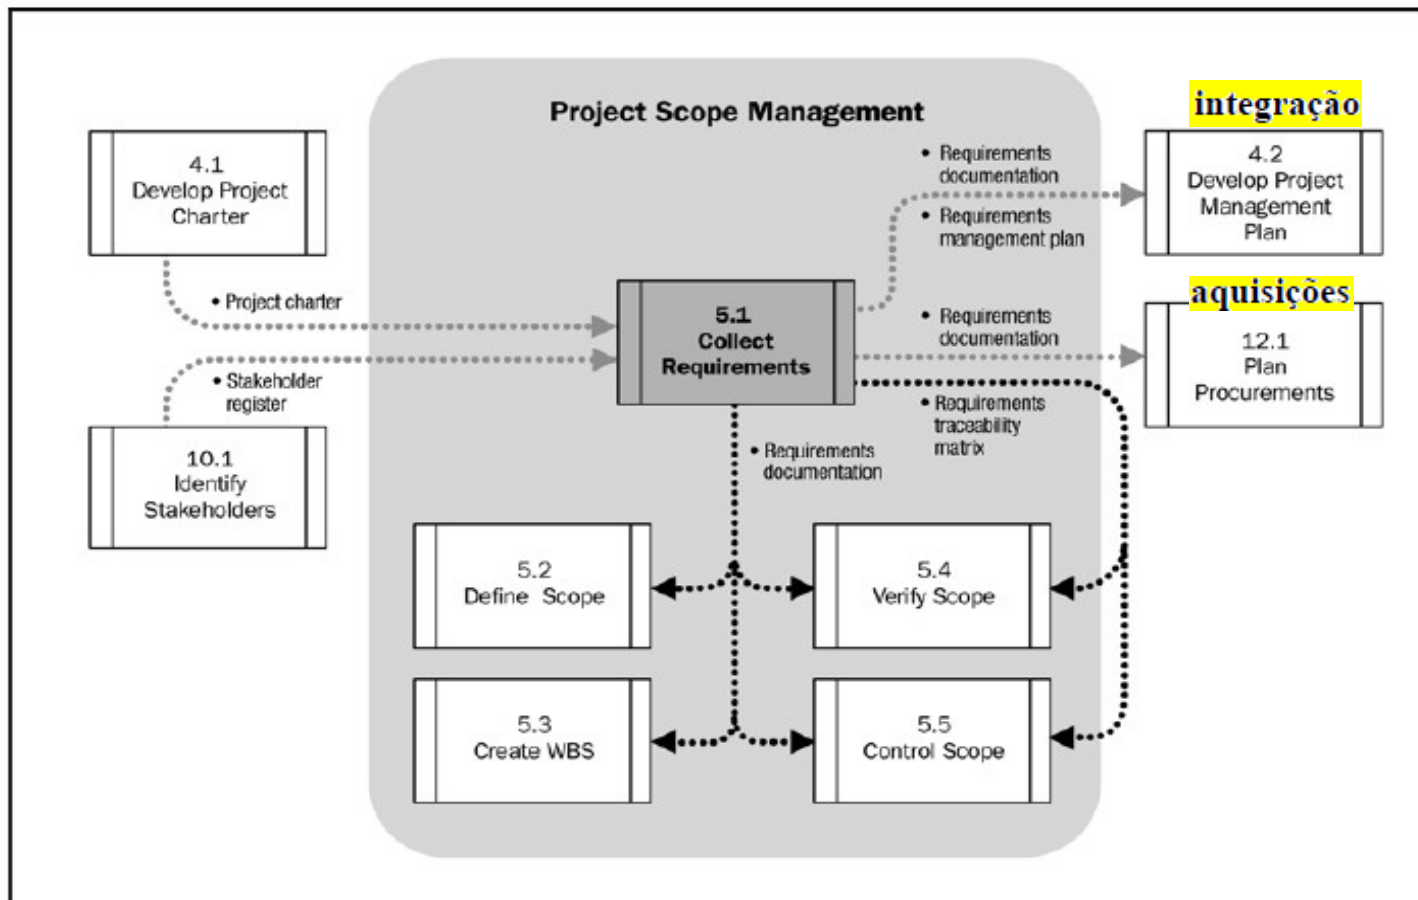 Project Scope Management
4.1
Develop Project
Charter
• Project charter
• Stakeholder
register
10.1
Identify
Stakeholders
5.1
Collect
Requirements
• Requirements
documentation
• Requirements
management plan
integração
4.2
Develop Project
Management
Plan
• Requirements
documentation
aquisições
12.1
Plan
Procurements
• Requirements
traceability
matrix
• Requirements
documentation
5.2
Define Scope
5.4
Verify Scope
5.3
Create WBS
5.5
Control Scope